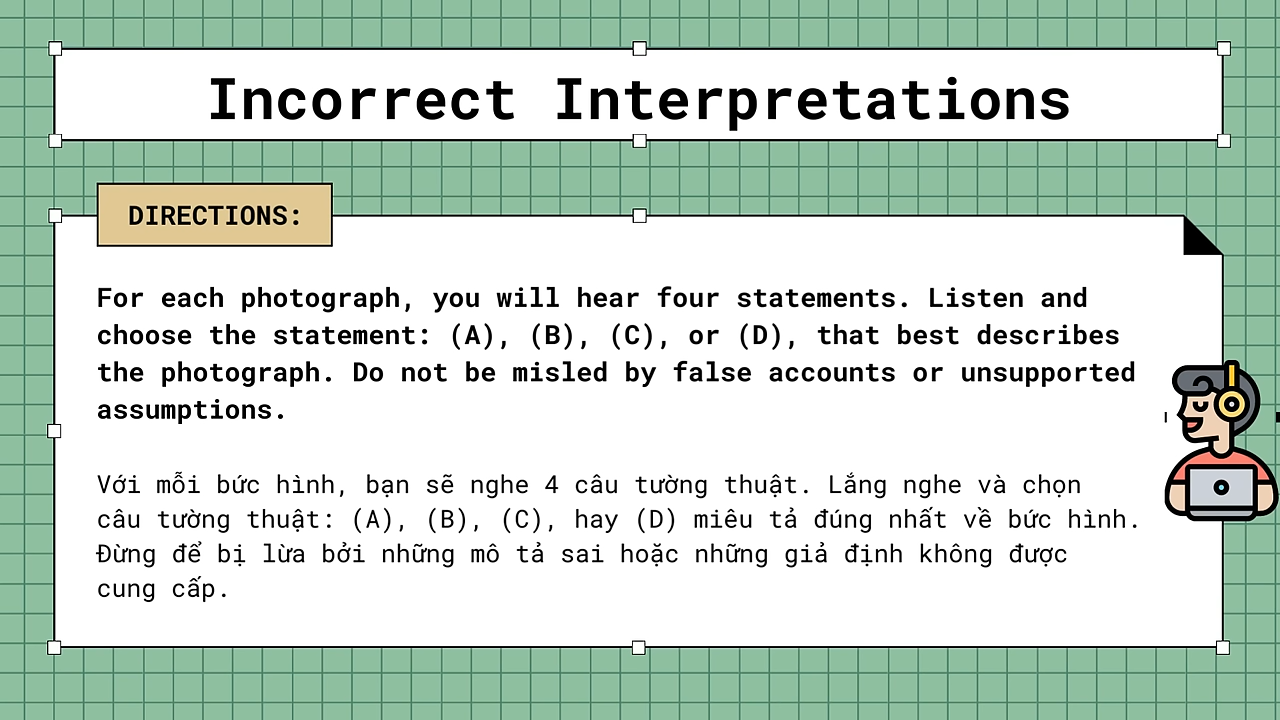 Incorrect Interpretations
DIRECTIONS:
For each photograph, you will hear four statements. Listen and
choose the statement: (A), (B), (C), or (D), that best describes
the photograph. Do not be misled by false accounts or unsupported
assumptions.
Với mỗi bức hình, bạn sẽ nghe 4 câu tường thuật. Lắng nghe và chọn
câu tường thuật: (A), (B), (C), hay (D) miêu tả đúng nhất về bức hình.
Đừng để bị lừa bởi những mô tả sai hoặc những giả định không được
cung cấp.